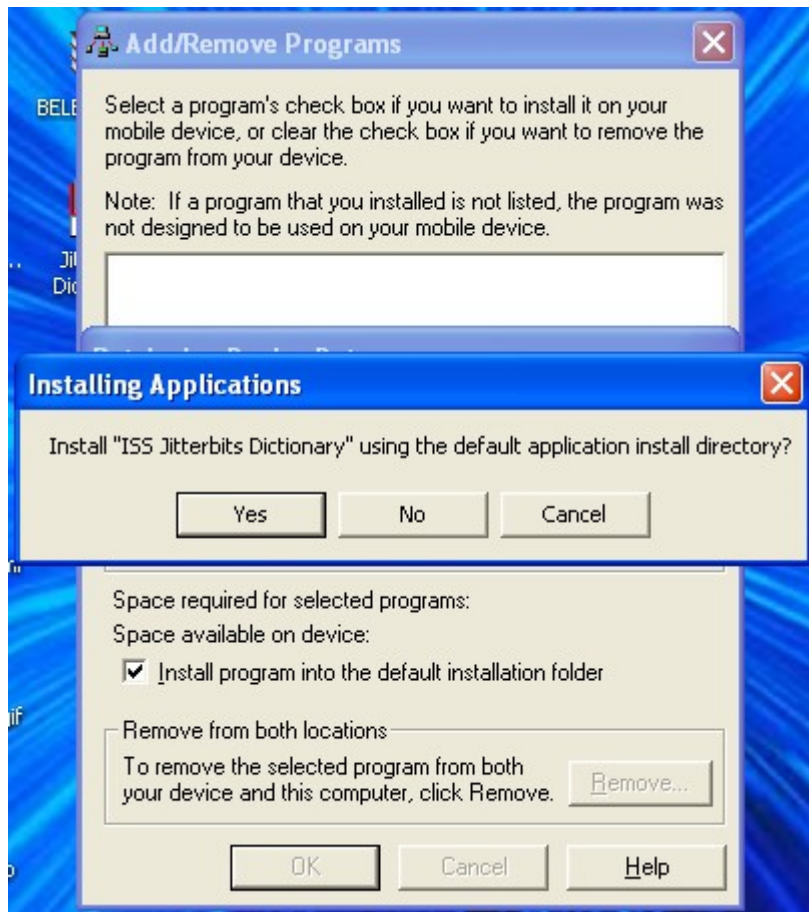 Add/Remove Programs
Select a program's check box if you want to install it on your
mobile device, or clear the check box if you want to remove the
program from your device.
Note: If a program that you installed is not listed, the program was
not designed to be used on your mobile device.
Installing Applications
Install "ISS Jitterbits Dictionary" using the default application install directory?
Yes
No
Cancel
Space required for selected programs:
Space available on device:
Install program into the default installation folder
Remove from both locations
To remove the selected program from both
your device and this computer, click Remove.
Remove...
OK
Cancel
Help